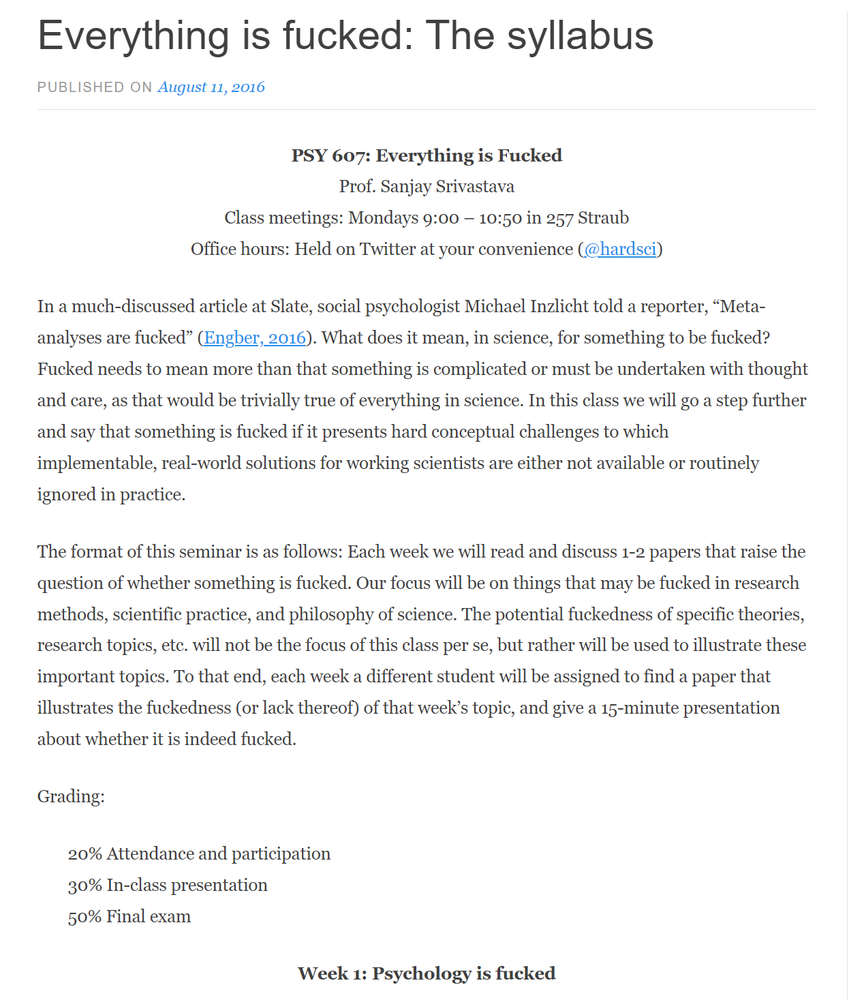 Everything is fucked: The syllabus
PUBLISHED ON August 11, 2016
PSY 607: Everything is Fucked
Prof. Sanjay Srivastava
Class meetings: Mondays 9:00 – 10:50 in 257 Straub
Office hours: Held on Twitter at your convenience (@hardsci)
In a much-discussed article at Slate, social psychologist Michael Inzlicht told a reporter, “Meta-
analyses are fucked” (Engber, 2016). What does it mean, in science, for something to be fucked?
Fucked needs to mean more than that something is complicated or must be undertaken with thought
and care, as that would be trivially true of everything in science. In this class we will go a step further
and say that something is fucked if it presents hard conceptual challenges to which
implementable, real-world solutions for working scientists are either not available or routinely
ignored in practice.
The format of this seminar is as follows: Each week we will read and discuss 1-2 papers that raise the
question of whether something is fucked. Our focus will be on things that may be fucked in research
methods, scientific practice, and philosophy of science. The potential fuckedness of specific theories,
research topics, etc. will not be the focus of this class per se, but rather will be used to illustrate these
important topics. To that end, each week a different student will be assigned to find a paper that
illustrates the fuckedness (or lack thereof) of that week’s topic, and give a 15-minute presentation
about whether it is indeed fucked.
Grading:
20% Attendance and participation
30% In-class presentation
50% Final exam
Week 1: Psychology is fucked